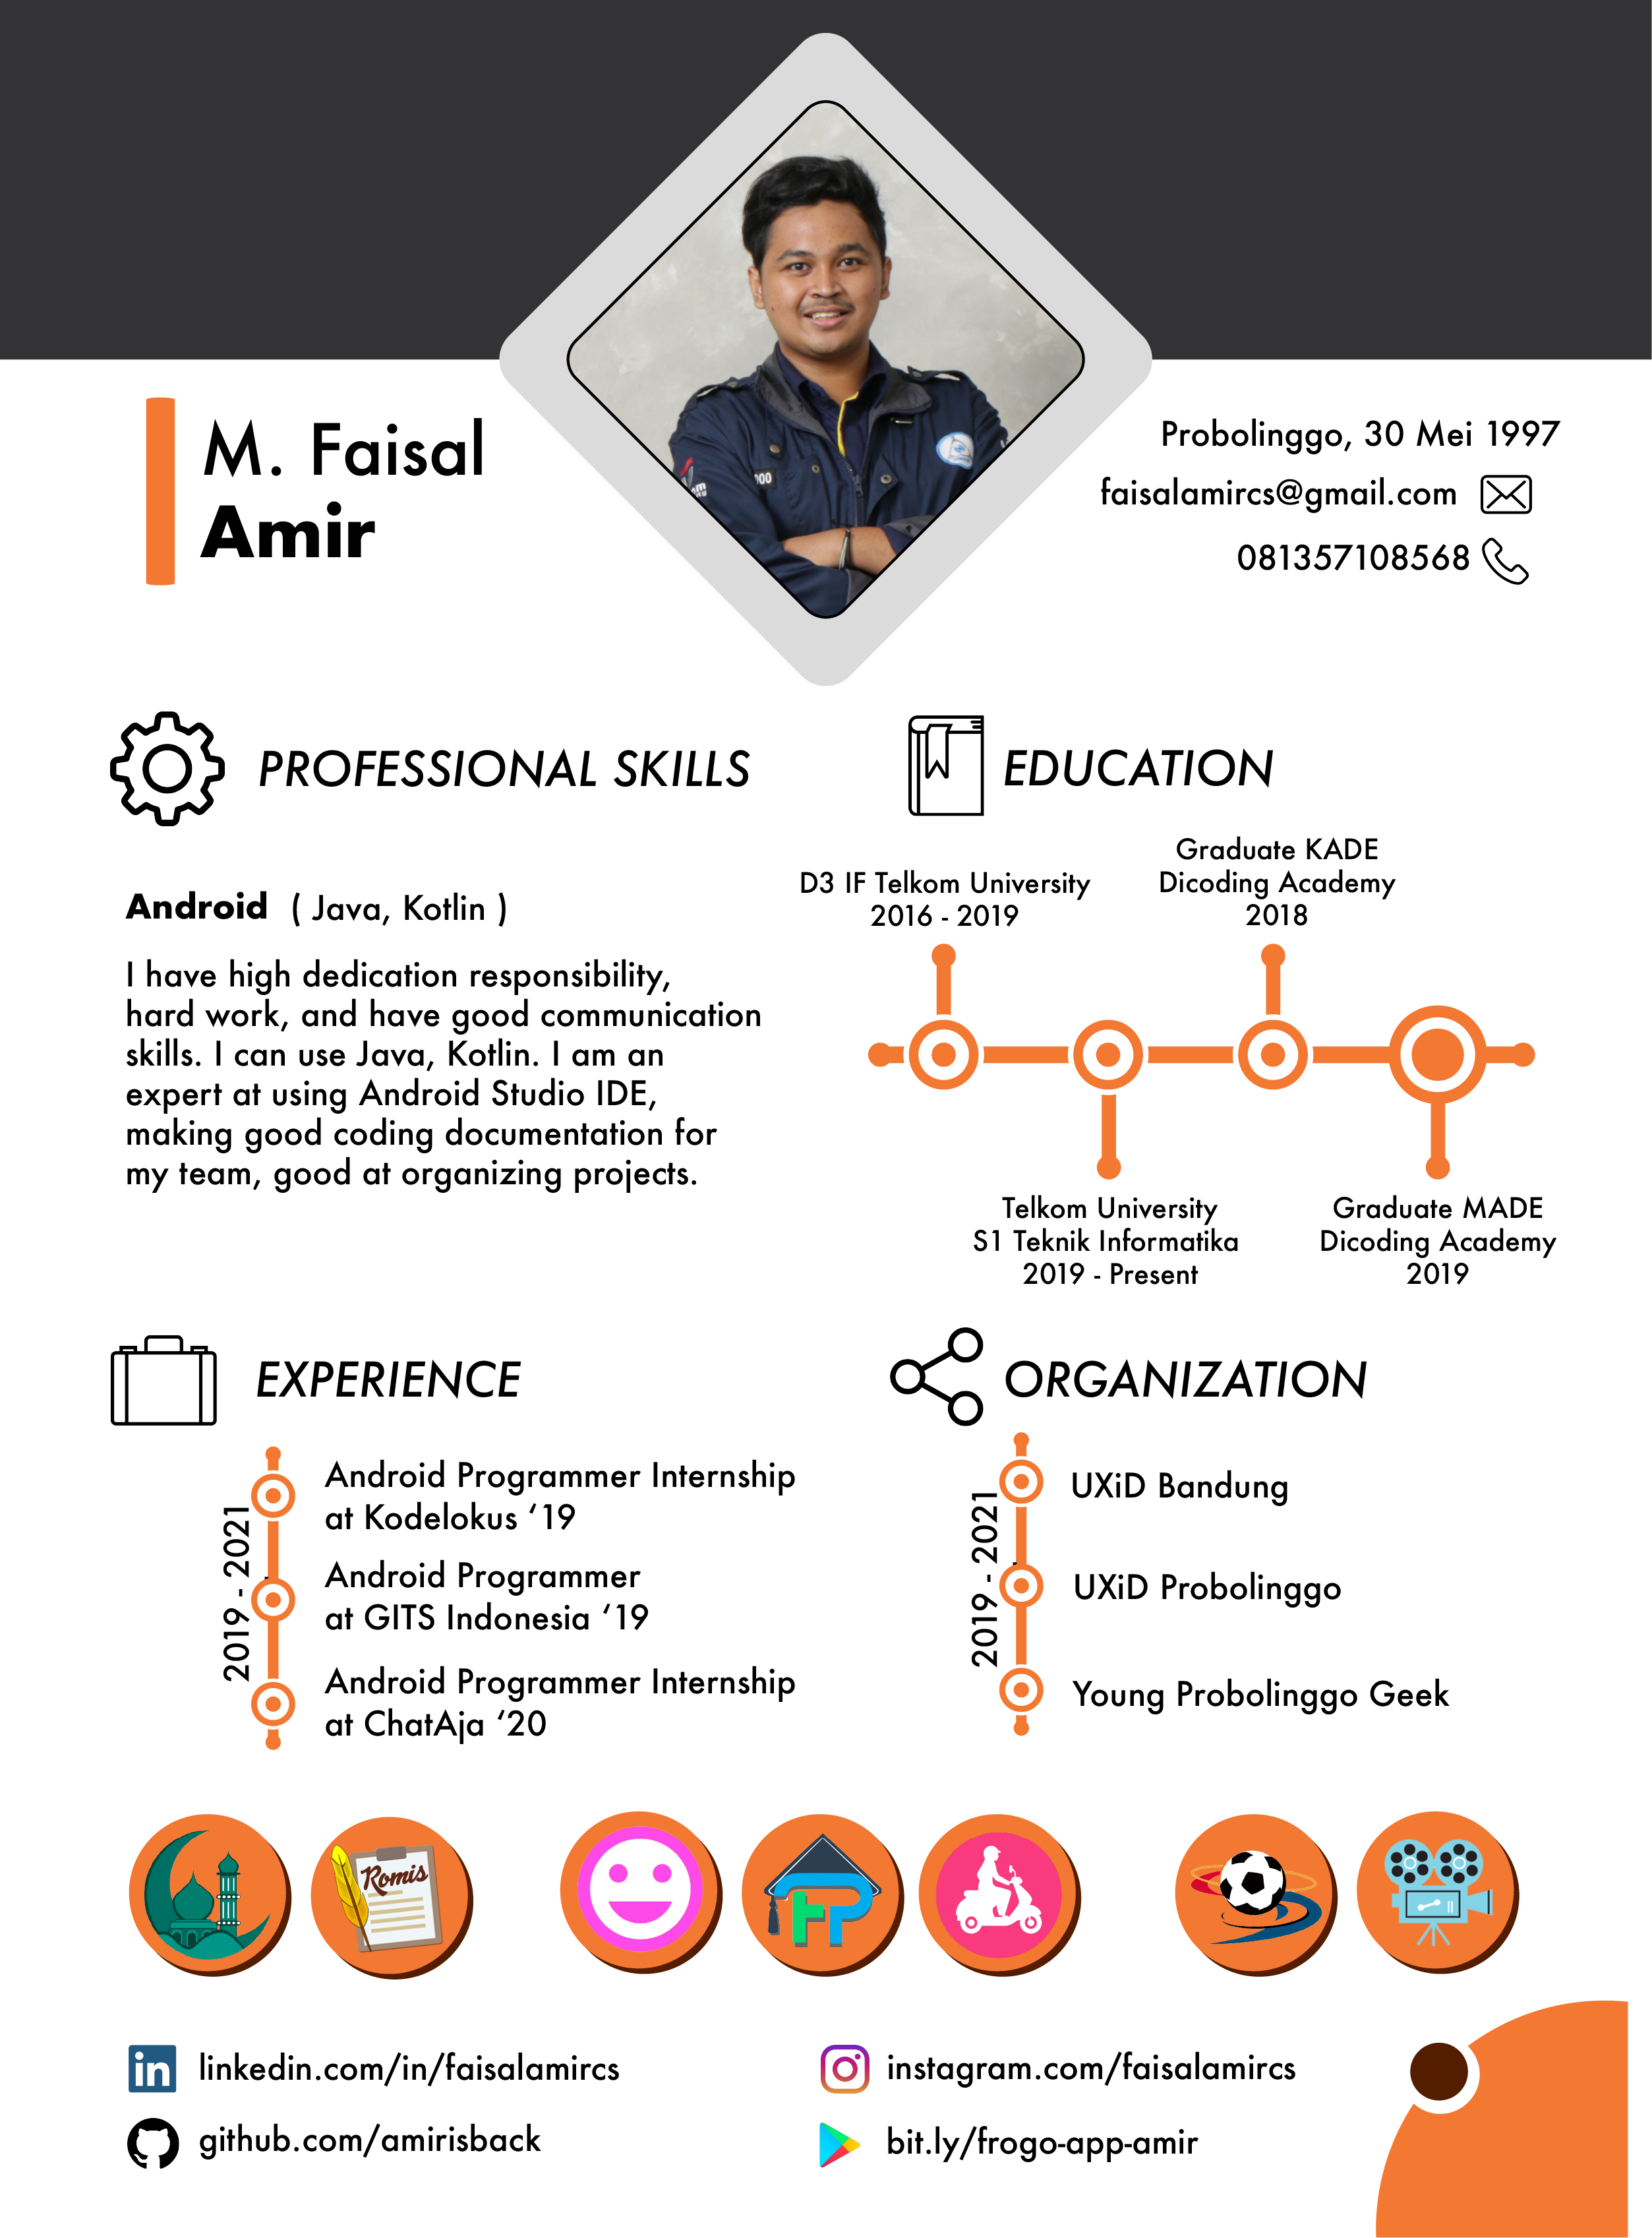 M. Faisal
Amir
Probolinggo, 30 Mei 1997
faisalamircs@gmail.com
081357108568
000
PROFESSIONAL SKILLS
Android ( Java, Kotlin )
I have high dedication responsibility,
hard work, and have good communication
skills. I can use Java, Kotlin. I am an
expert at using Android Studio IDE,
making good coding documentation for
my team, good at organizing projects.
EDUCATION
D3 IF Telkom University
2016 - 2019
Graduate KADE
Dicoding Academy
2018
Telkom University
S1 Teknik Informatika
2019 - Present
Graduate MADE
Dicoding Academy
2019
EXPERIENCE
2019 - 2021
Android Programmer Internship
at Kodelokus ‘19
Android Programmer
at GITS Indonesia ‘19
Android Programmer Internship
at ChatAja ‘20
ORGANIZATION
2019 - 2021
UXiD Bandung
UXiD Probolinggo
Young Probolinggo Geek
Romis
in linkedin.com/in/faisalamircs
github.com/amirisback
instagram.com/faisalamircs
bit.ly/frogo-app-amir